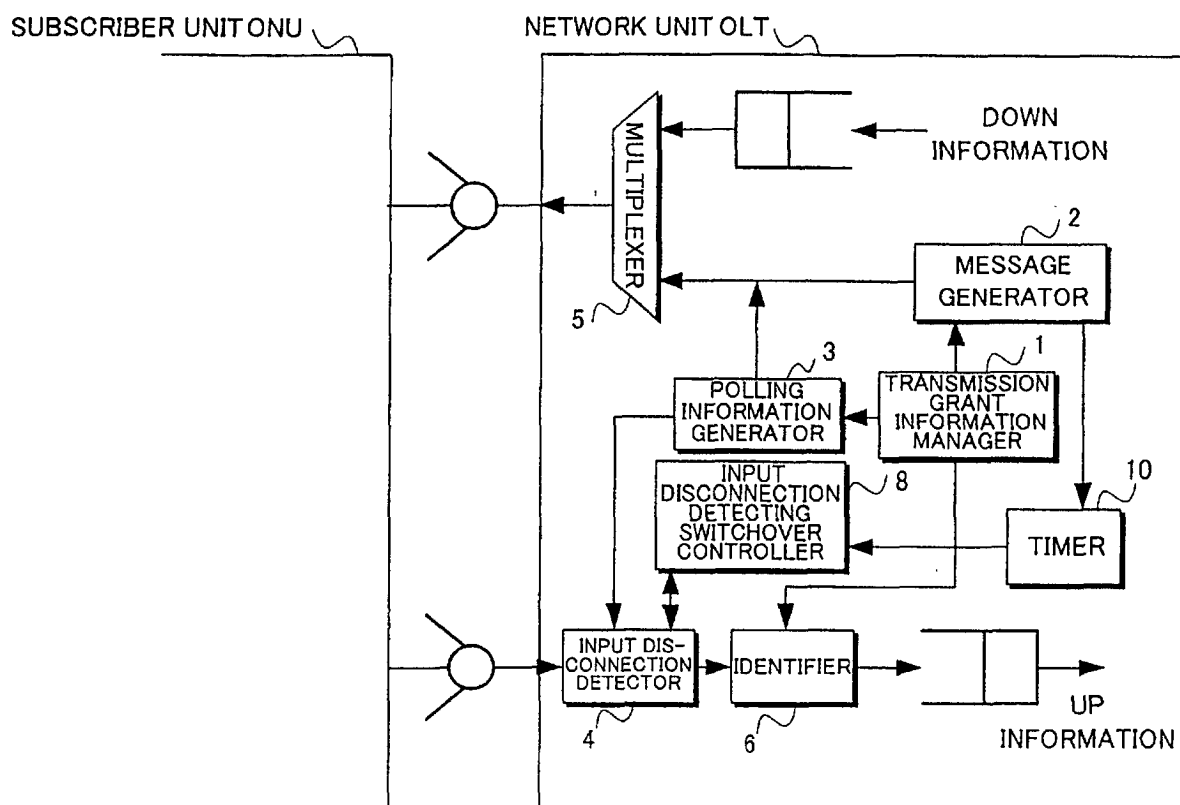 SUBSCRIBER UNIT ONU
NETWORK UNIT OLT
DOWN
INFORMATION
MULTIPLEXER
5
2
MESSAGE
GENERATOR
3
POLLING
INFORMATION
GENERATOR
1
TRANSMISSION
GRANT
INFORMATION
MANAGER
INPUT
DISCONNECTION
DETECTING
SWITCHOVER
CONTROLLER
8
10
TIMER
INPUT DIS-
CONNECTION
DETECTOR
4
IDENTIFIER
6
UP
INFORMATION